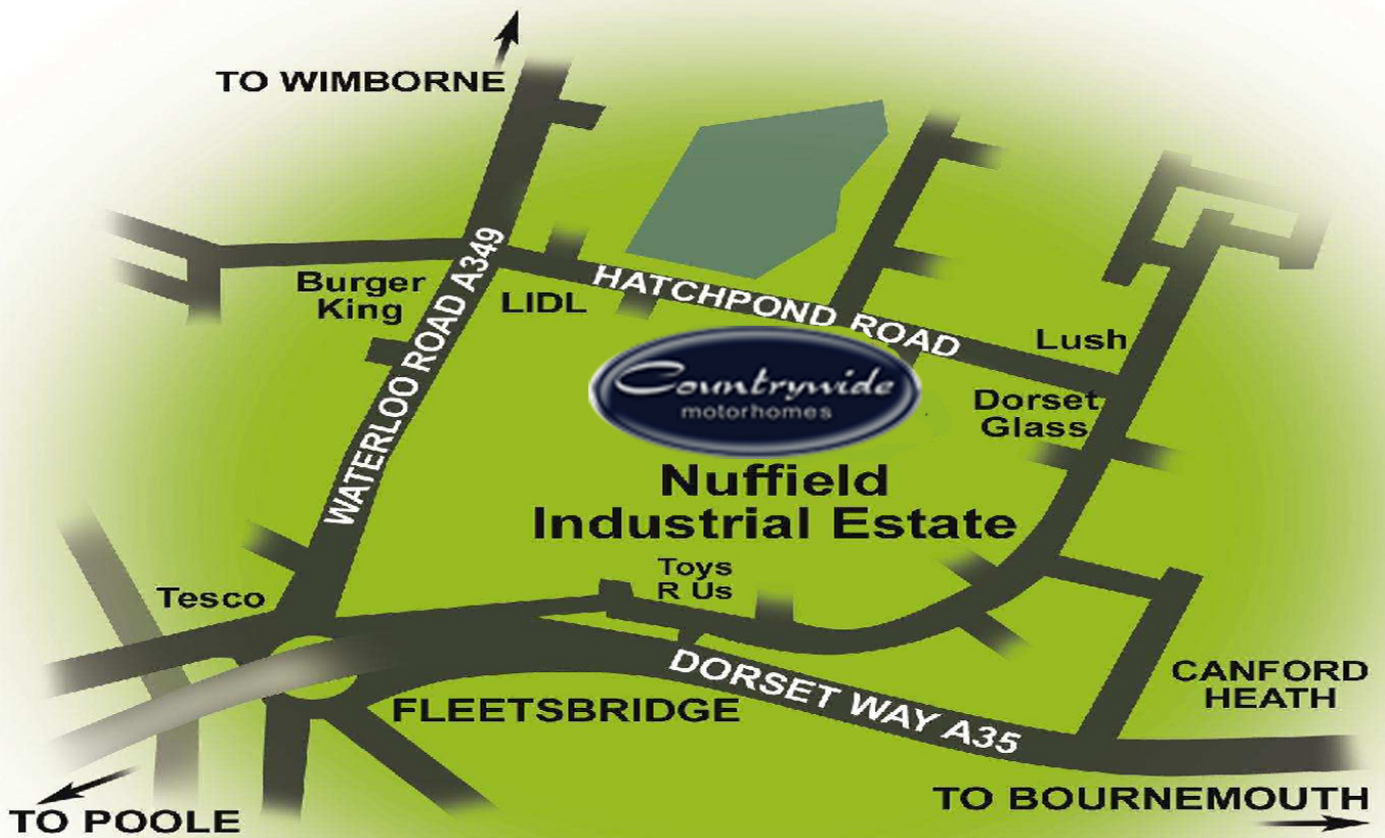 TO WIMBORNE
WATERLOO ROAD A349
Burger
King
LIDL
HATCHPOND ROAD
Lush
Dorset
Glass
Countrywide
motorhomes
Nuffield
Industrial Estate
Toys
R Us
Tesco
FLEETSBRIDGE
DORSET WAY A35
CANFORD
HEATH
TO BOURNEMOUTH
TO POOLE